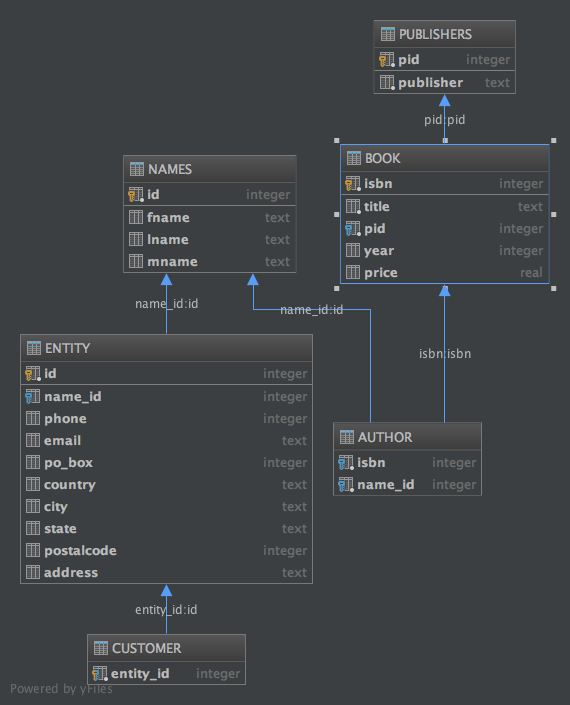 PUBLISHERS
pid integer
publisher text
pid:pid
BOOK
isbn integer
title text
pid integer
year integer
price real
NAMES
id integer
fname text
lname text
mname text
name_id:id
name_id:id
isbn:isbn
ENTITY
id integer
name_id integer
phone integer
email text
po_box integer
country text
city text
state text
postalcode integer
address text
AUTHOR
isbn integer
name_id integer
entity_id:id
CUSTOMER
entity_id integer
Powered by yFiles